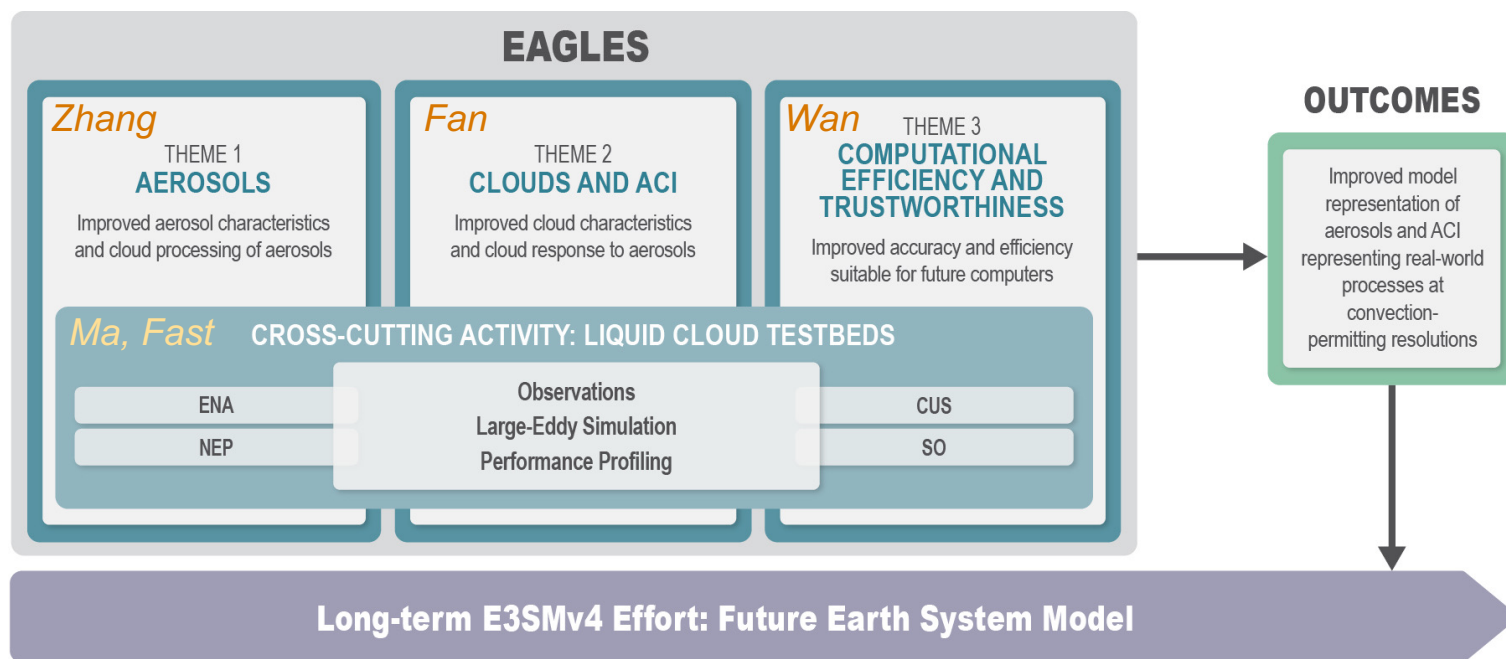 EAGLES
Zhang
THEME 1
AEROSOLS
Improved aerosol characteristics
and cloud processing of aerosols
Fan
THEME 2
CLOUDS AND ACI
Improved cloud characteristics
and cloud response to aerosols
Wan
THEME 3
COMPUTATIONAL
EFFICIENCY AND
TRUSTWORTHINESS
Improved accuracy and efficiency
suitable for future computers
Ma, Fast
CROSS-CUTTING ACTIVITY: LIQUID CLOUD TESTBEDS
ENA
NEP
Observations
Large-Eddy Simulation
Performance Profiling
CUS
SO
OUTCOMES
Improved model
representation of
aerosols and ACI
representing real-world
processes at
convection-
permitting resolutions
Long-term E3SMv4 Effort: Future Earth System Model